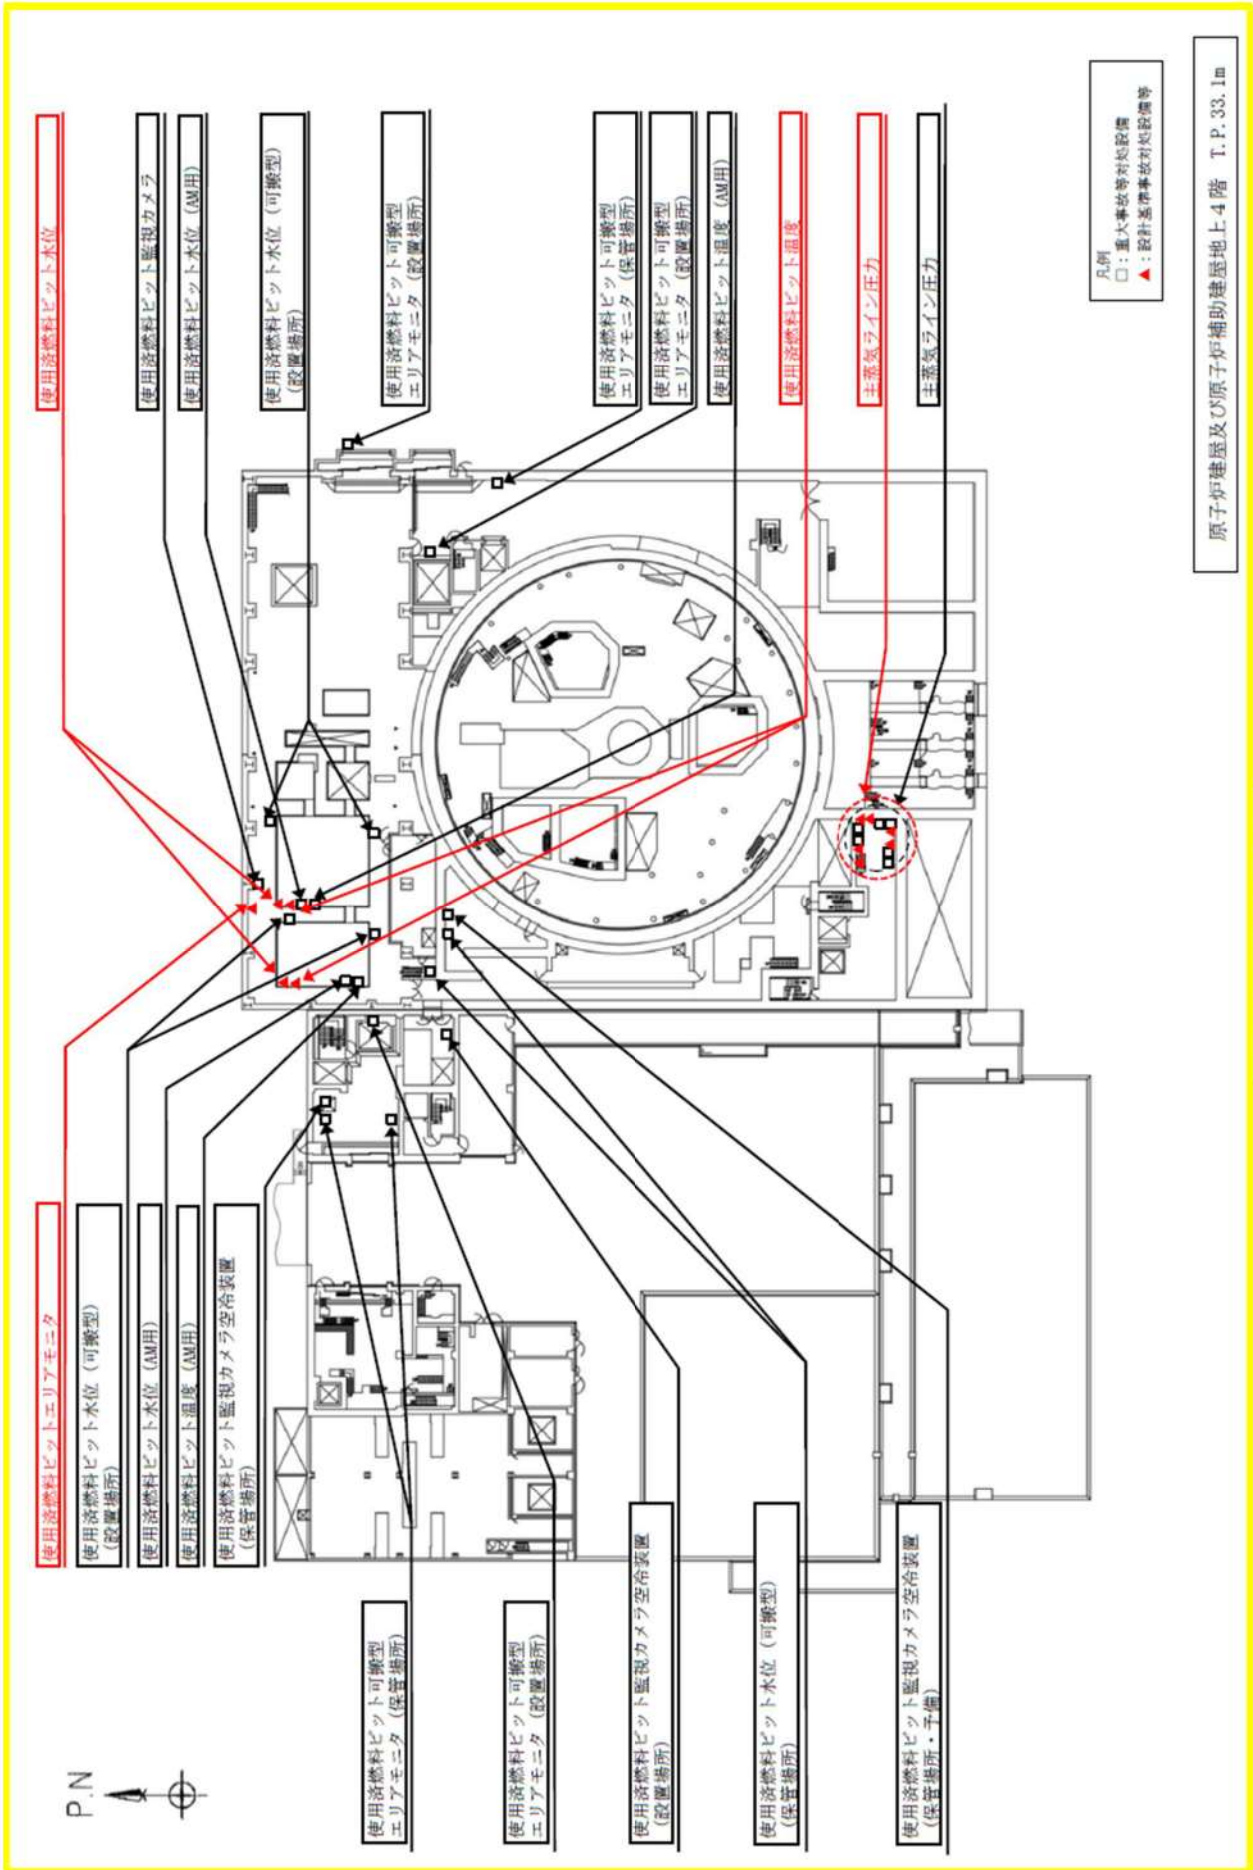 使用済燃料ピット水位
使用済燃料ピット監視カメラ
使用済燃料ピット水位 (AM用)
使用済燃料ピット水位 (可搬型)
(設置場所)
使用済燃料ピット可搬型
エリアモニタ (設置場所)
使用済燃料ピット可搬型
エリアモニタ (保管場所)
使用済燃料ピット可搬型
エリアモニタ (設置場所)
使用済燃料ピット温度 (AM用)
使用済燃料ピット温度
主蒸気ライン圧力
主蒸気ライン圧力
凡例
□:重大事故等対処設備
▲:設計基準事故対処設備等
原子炉建屋及び原子炉補助建屋地上4階 T.P.33.1m
使用済燃料ピットエリアモニタ
使用済燃料ピット水位 (可搬型)
(設置場所)
使用済燃料ピット水位 (AM用)
使用済燃料ピット温度 (AM用)
使用済燃料ピット監視カメラ空冷装置
(保管場所)
P.N
使用済燃料ピット可搬型
エリアモニタ (保管場所)
使用済燃料ピット可搬型
エリアモニタ (設置場所)
使用済燃料ピット監視カメラ空冷装置
(設置場所)
使用済燃料ピット水位 (可搬型)
(保管場所)
使用済燃料ピット監視カメラ空冷装置
(保管場所・予備)